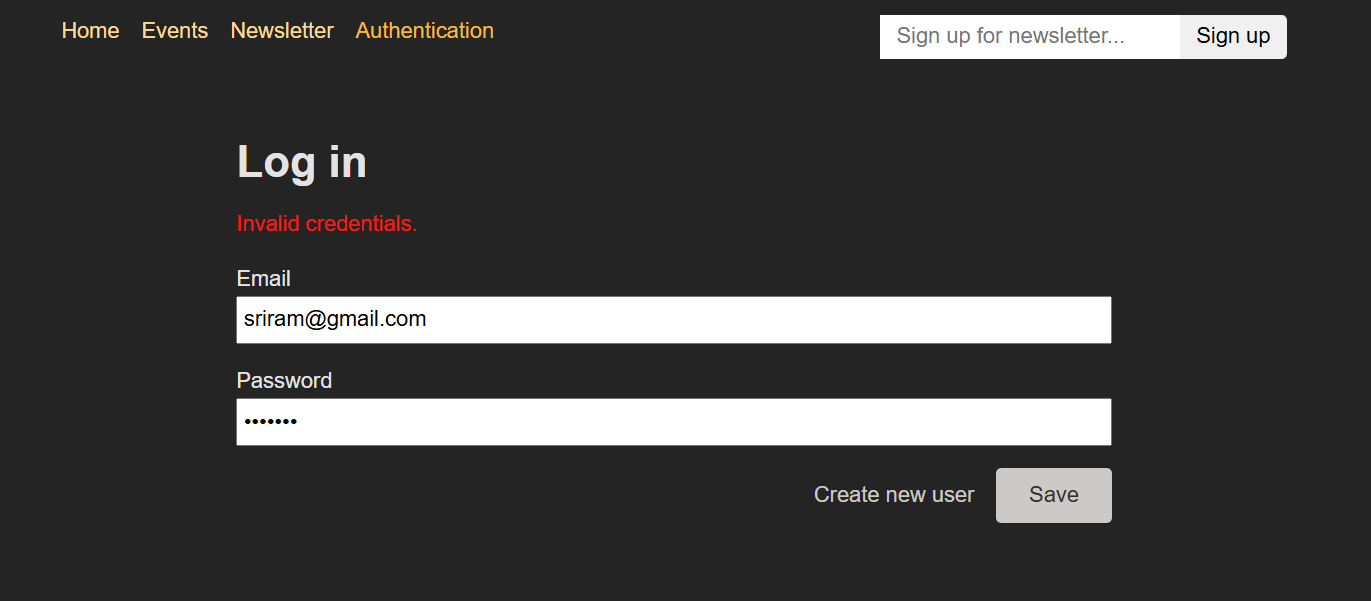 Home Events Newsletter Authentication Sign up for newsletter... Sign up
Log in
Invalid credentials.
Email
sriram@gmail.com
Password
•••••••
Create new user Save